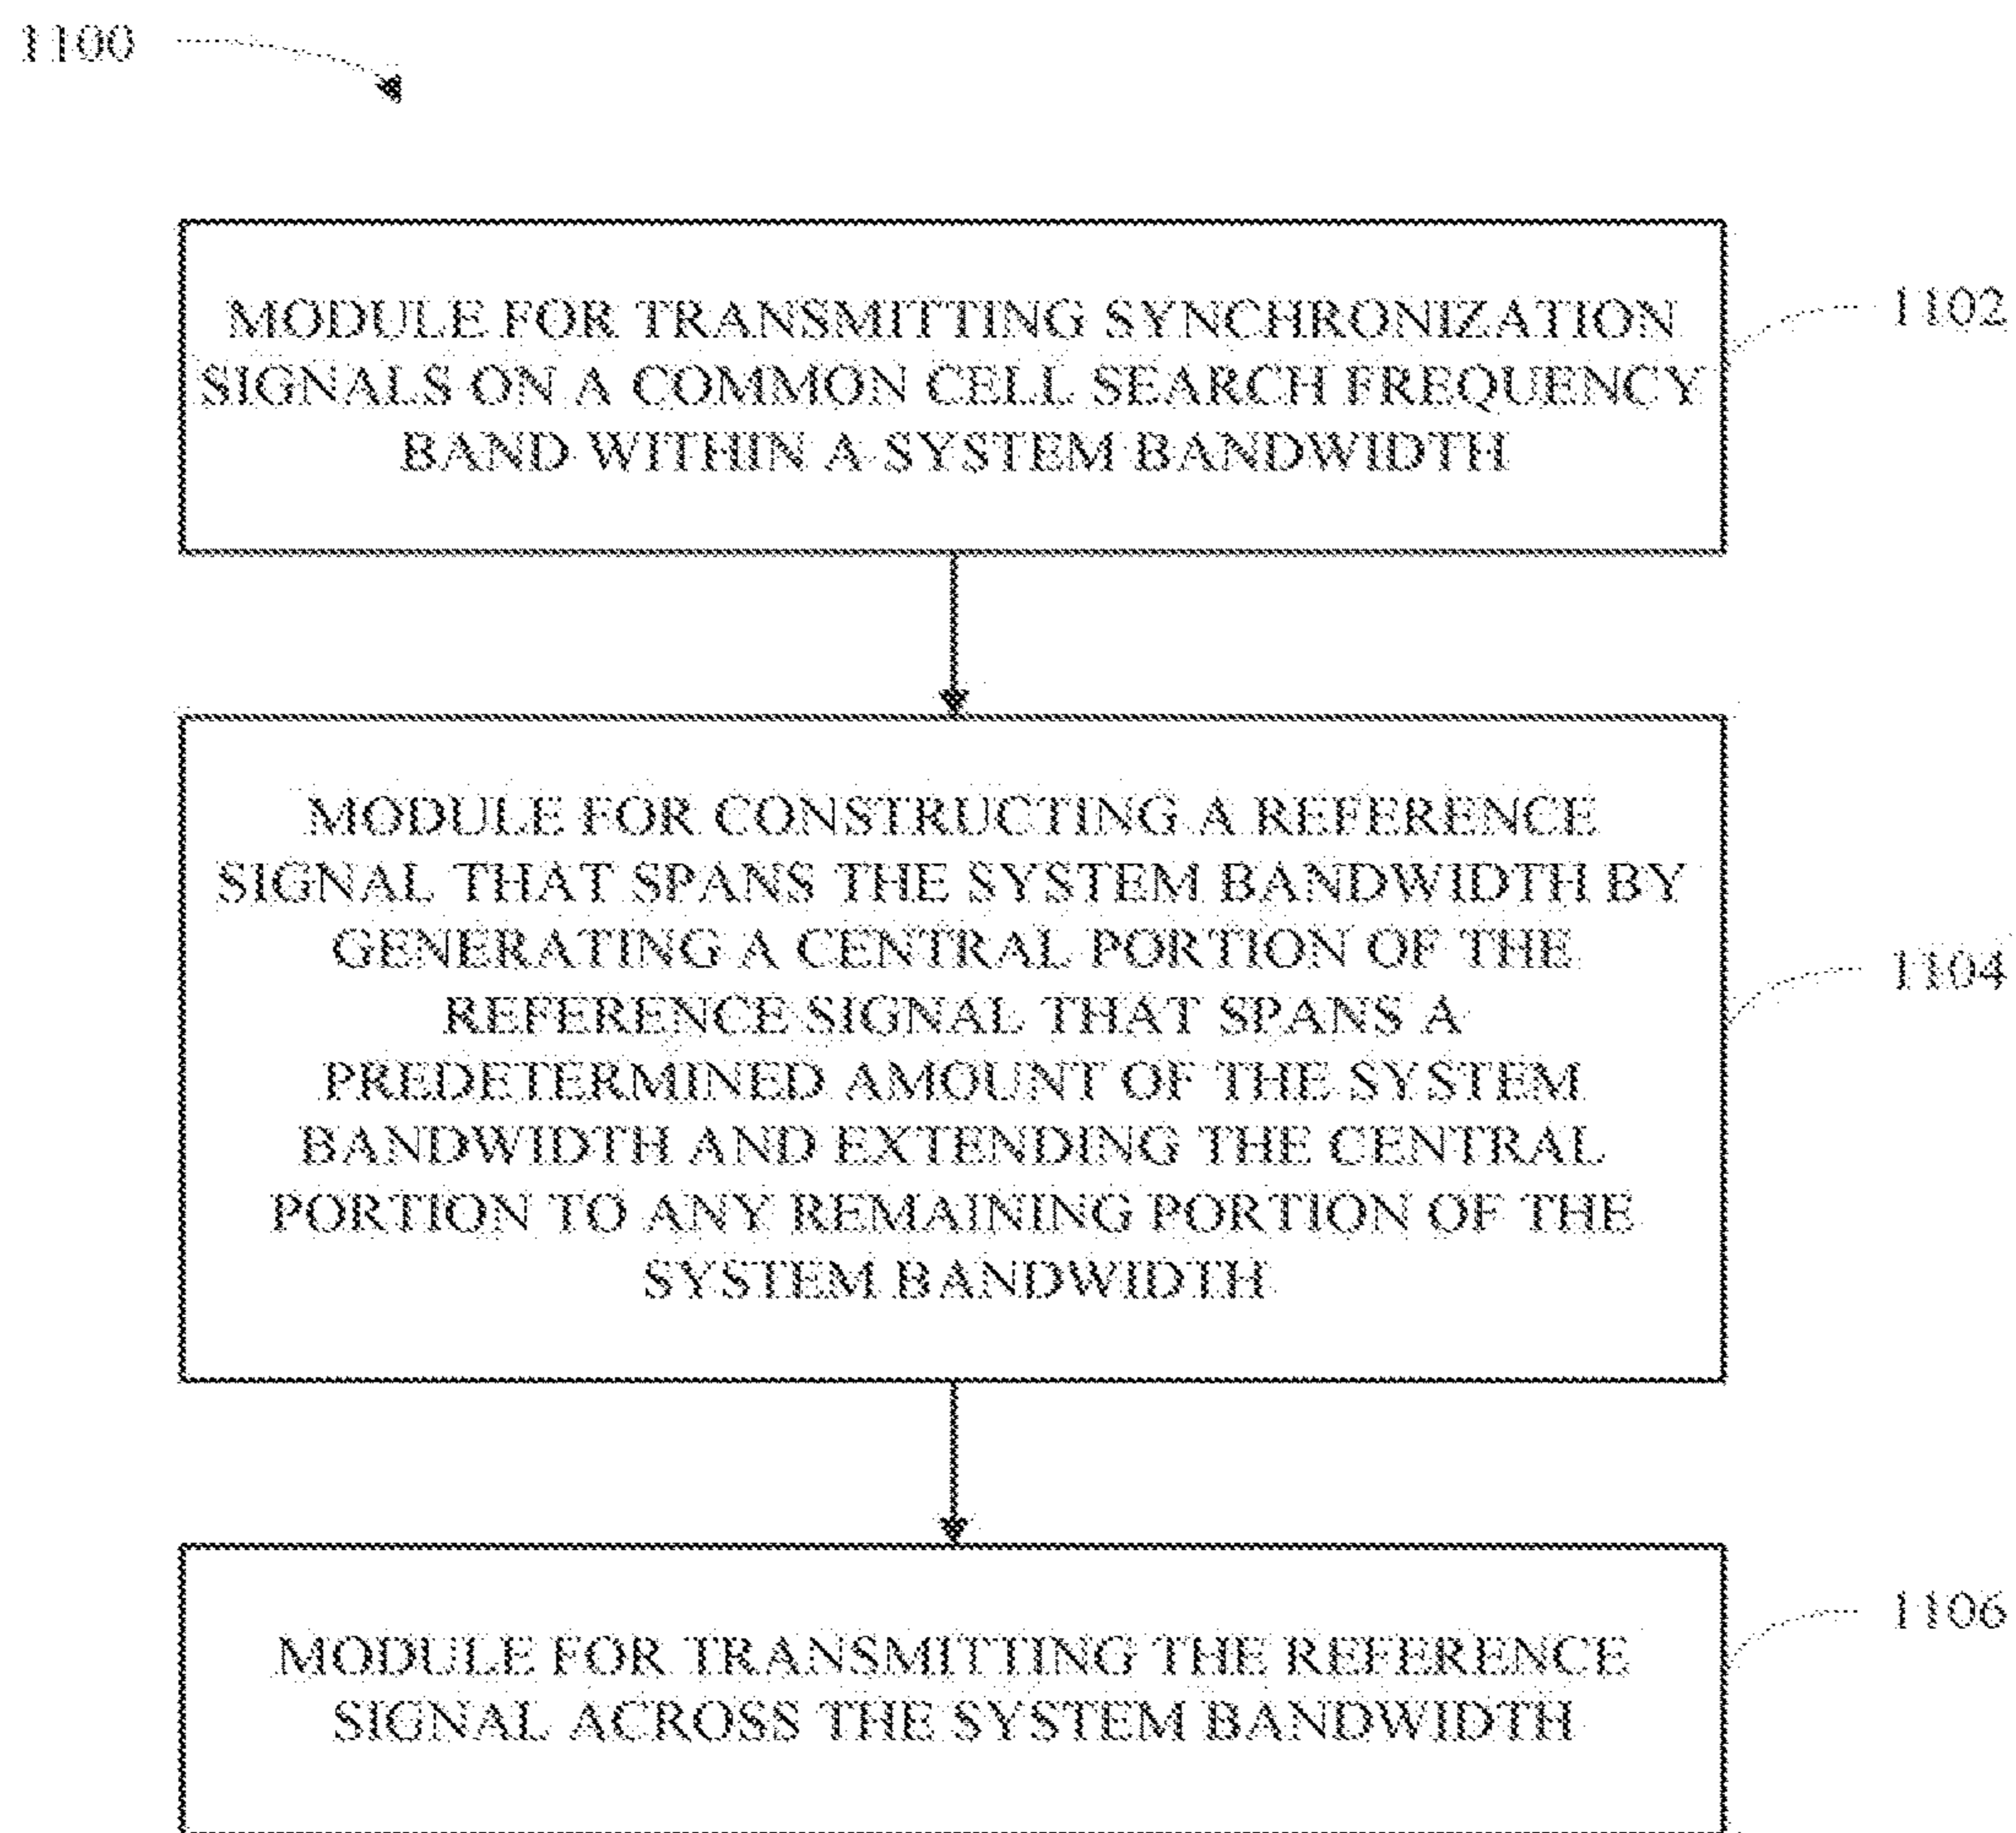 1100
MODULE FOR TRANSMITTING SYNCHRONIZATION
SIGNALS ON A COMMON CELL SEARCH FREQUENCY
BAND WITHIN A SYSTEM BANDWIDTH
1102
MODULE FOR CONSTRUCTING A REFERENCE
SIGNAL THAT SPANS THE SYSTEM BANDWIDTH BY
GENERATING A CENTRAL PORTION OF THE
REFERENCE SIGNAL THAT SPANS A
PREDETERMINED AMOUNT OF THE SYSTEM
BANDWIDTH AND EXTENDING THE CENTRAL
PORTION TO ANY REMAINING PORTION OF THE
SYSTEM BANDWIDTH
1104
MODULE FOR TRANSMITTING THE REFERENCE
SIGNAL ACROSS THE SYSTEM BANDWIDTH
1106